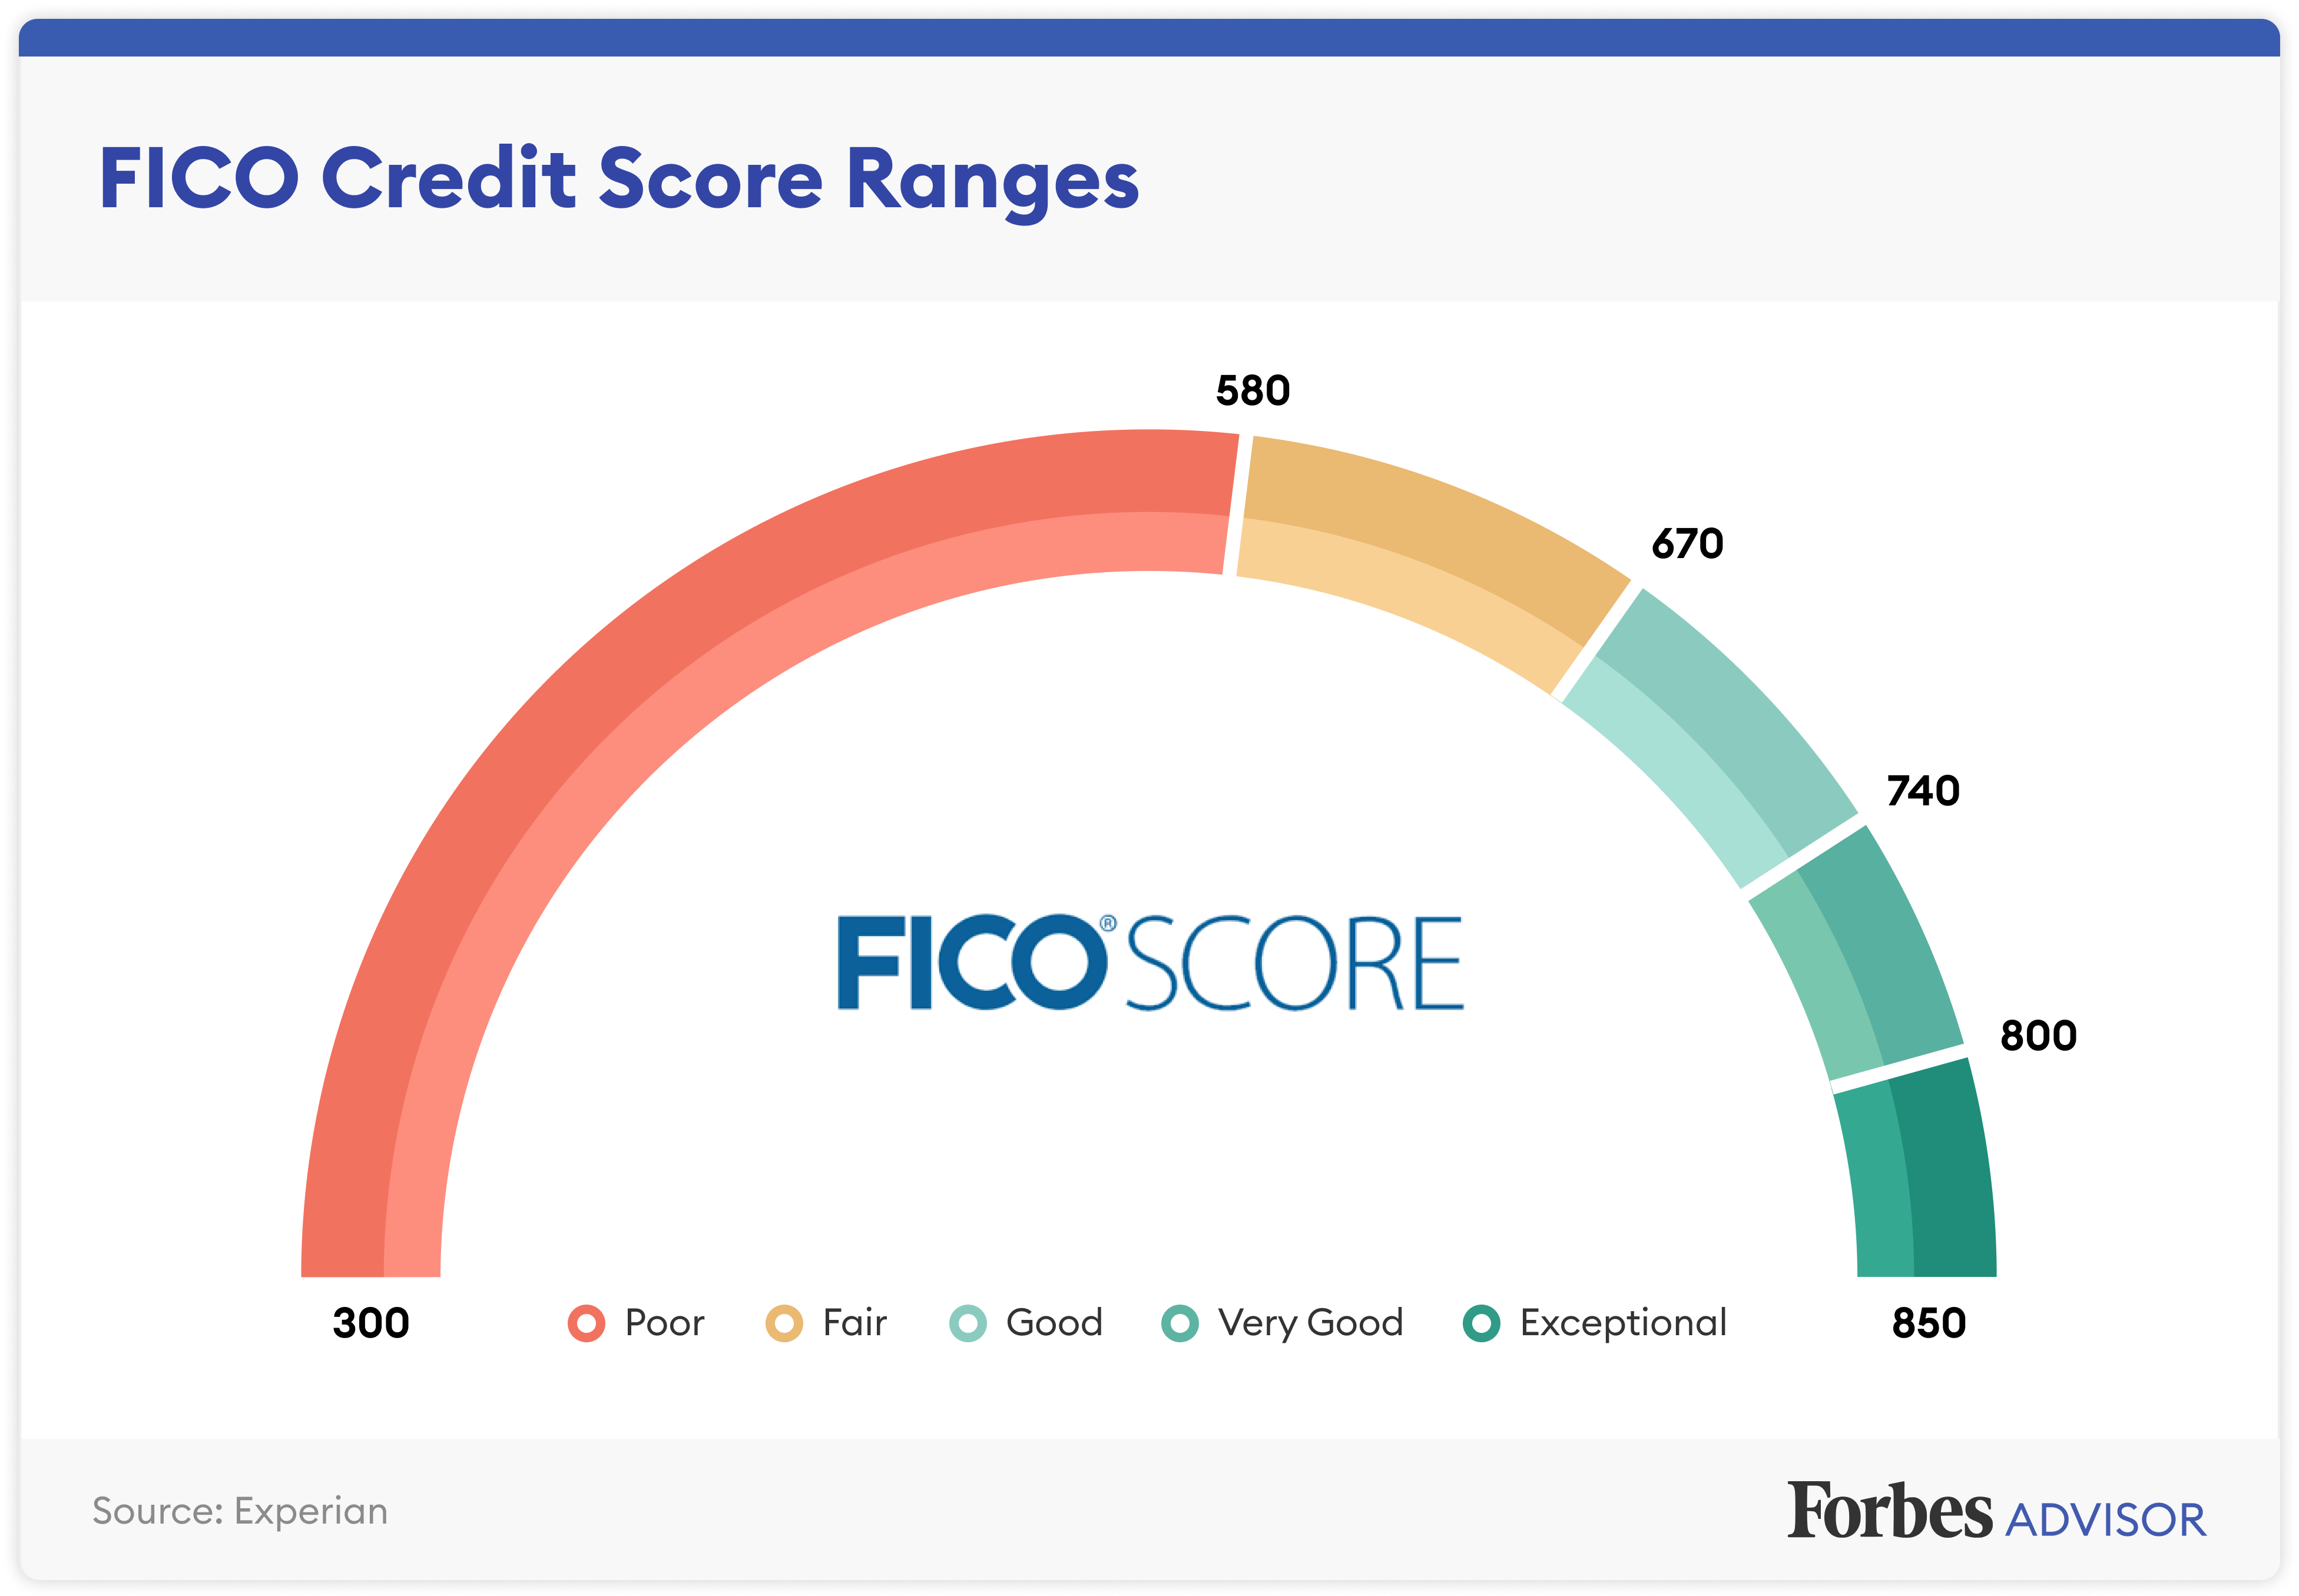 FICO Credit Score Ranges
580
670
740
800
FICO® SCORE
300
Poor
Fair
Good
Very Good
Exceptional
850
Source: Experian
Forbes ADVISOR